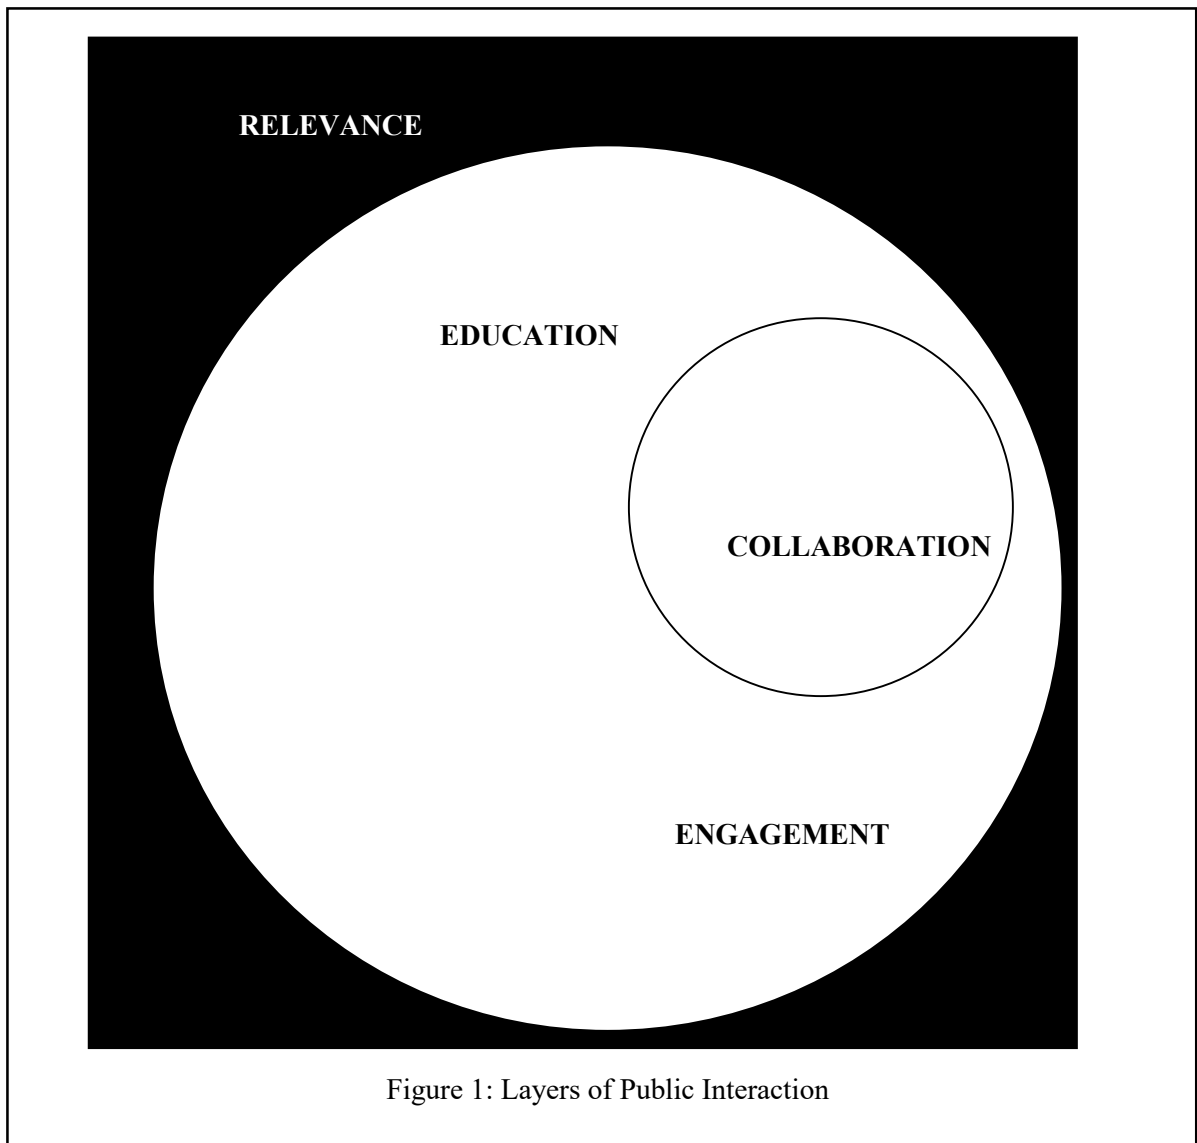 RELEVANCE
EDUCATION
COLLABORATION
ENGAGEMENT
Figure 1: Layers of Public Interaction